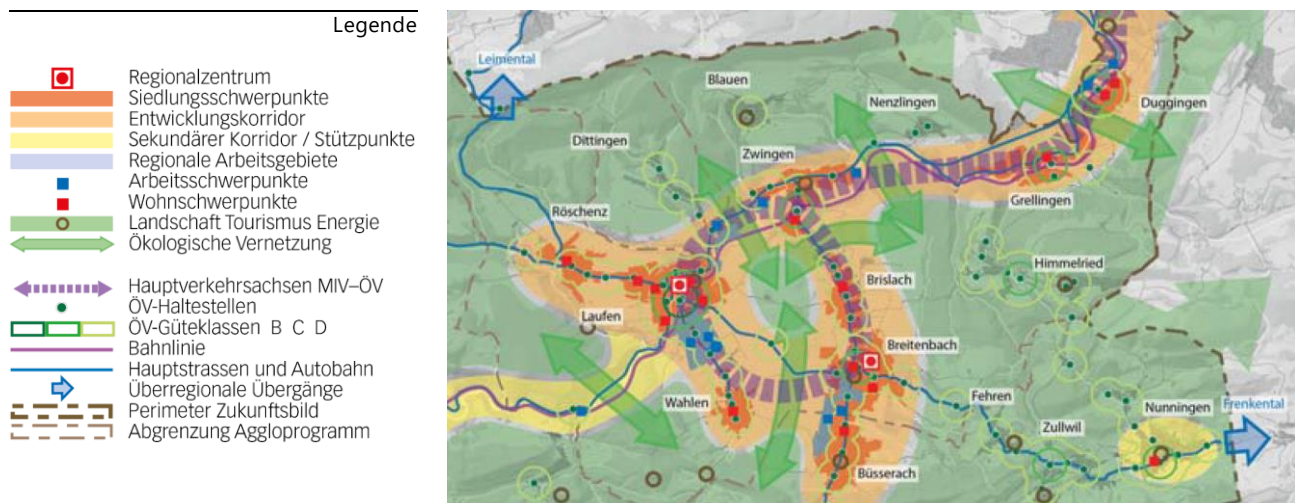 Legende
Regionalzentrum
Siedlungsschwerpunkte
Entwicklungskorridor
Sekundärer Korridor / Stützpunkte
Regionale Arbeitsgebiete
Arbeitsschwerpunkte
Wohnschwerpunkte
Landschaft Tourismus Energie
Ökologische Vernetzung
Hauptverkehrsachsen MIV–ÖV
ÖV-Haltestellen
ÖV-Güteklassen B C D
Bahnlinie
Hauptstrassen und Autobahn
Überregionale Übergänge
Perimeter Zukunftsbild
Abgrenzung Aggloprogramm
Leimental
Blauen
Nenzlingen
Duggingen
Dittingen
Zwingen
Grellingen
Röschenz
Himmelried
Brislach
Laufen
Breitenbach
Wahlen
Fehren
Nunningen
Frenkental
Zullwil
Büsserach